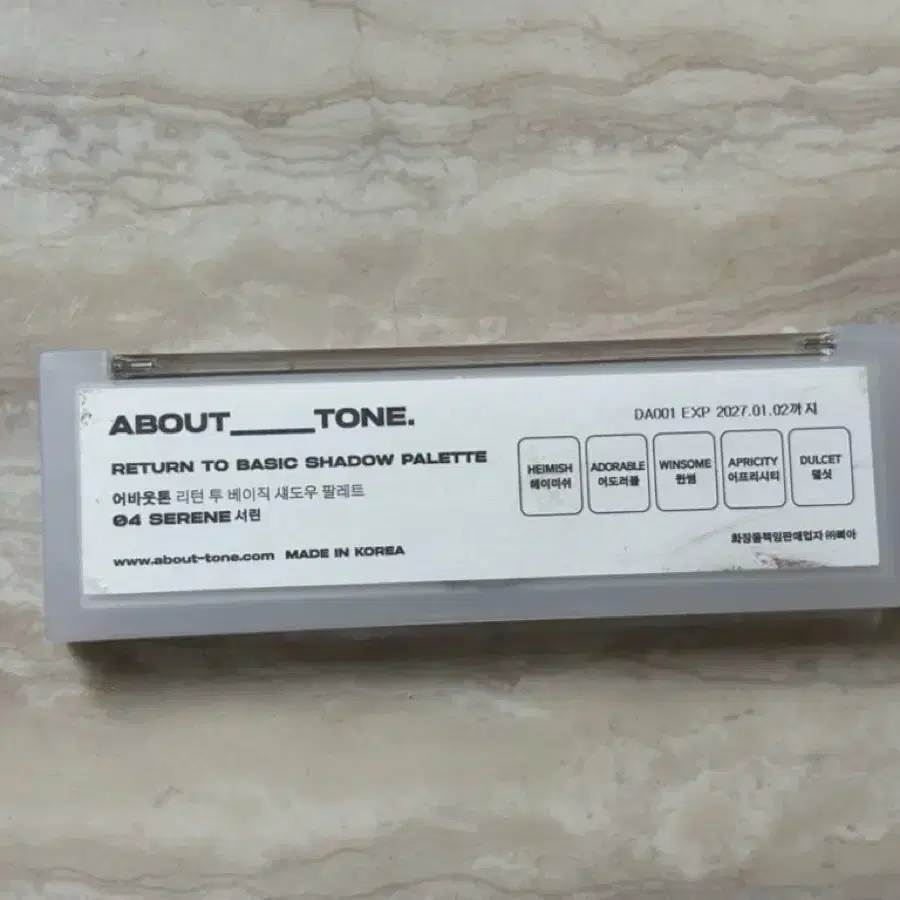 ABOUT____TONE.
RETURN TO BASIC SHADOW PALETTE
어바웃톤 리턴 투 베이직 섀도우 팔레트
04 SERENE 서린
www.about-tone.com MADE IN KOREA
DA001 EXP 2027.01.02까지
HEIMISH
헤이미쉬
ADORABLE
어도러블
WINSOME
윈썸
APRICITY
어프리시티
DULCET
덜싯
화장품책임판매업자 ㈜삐아